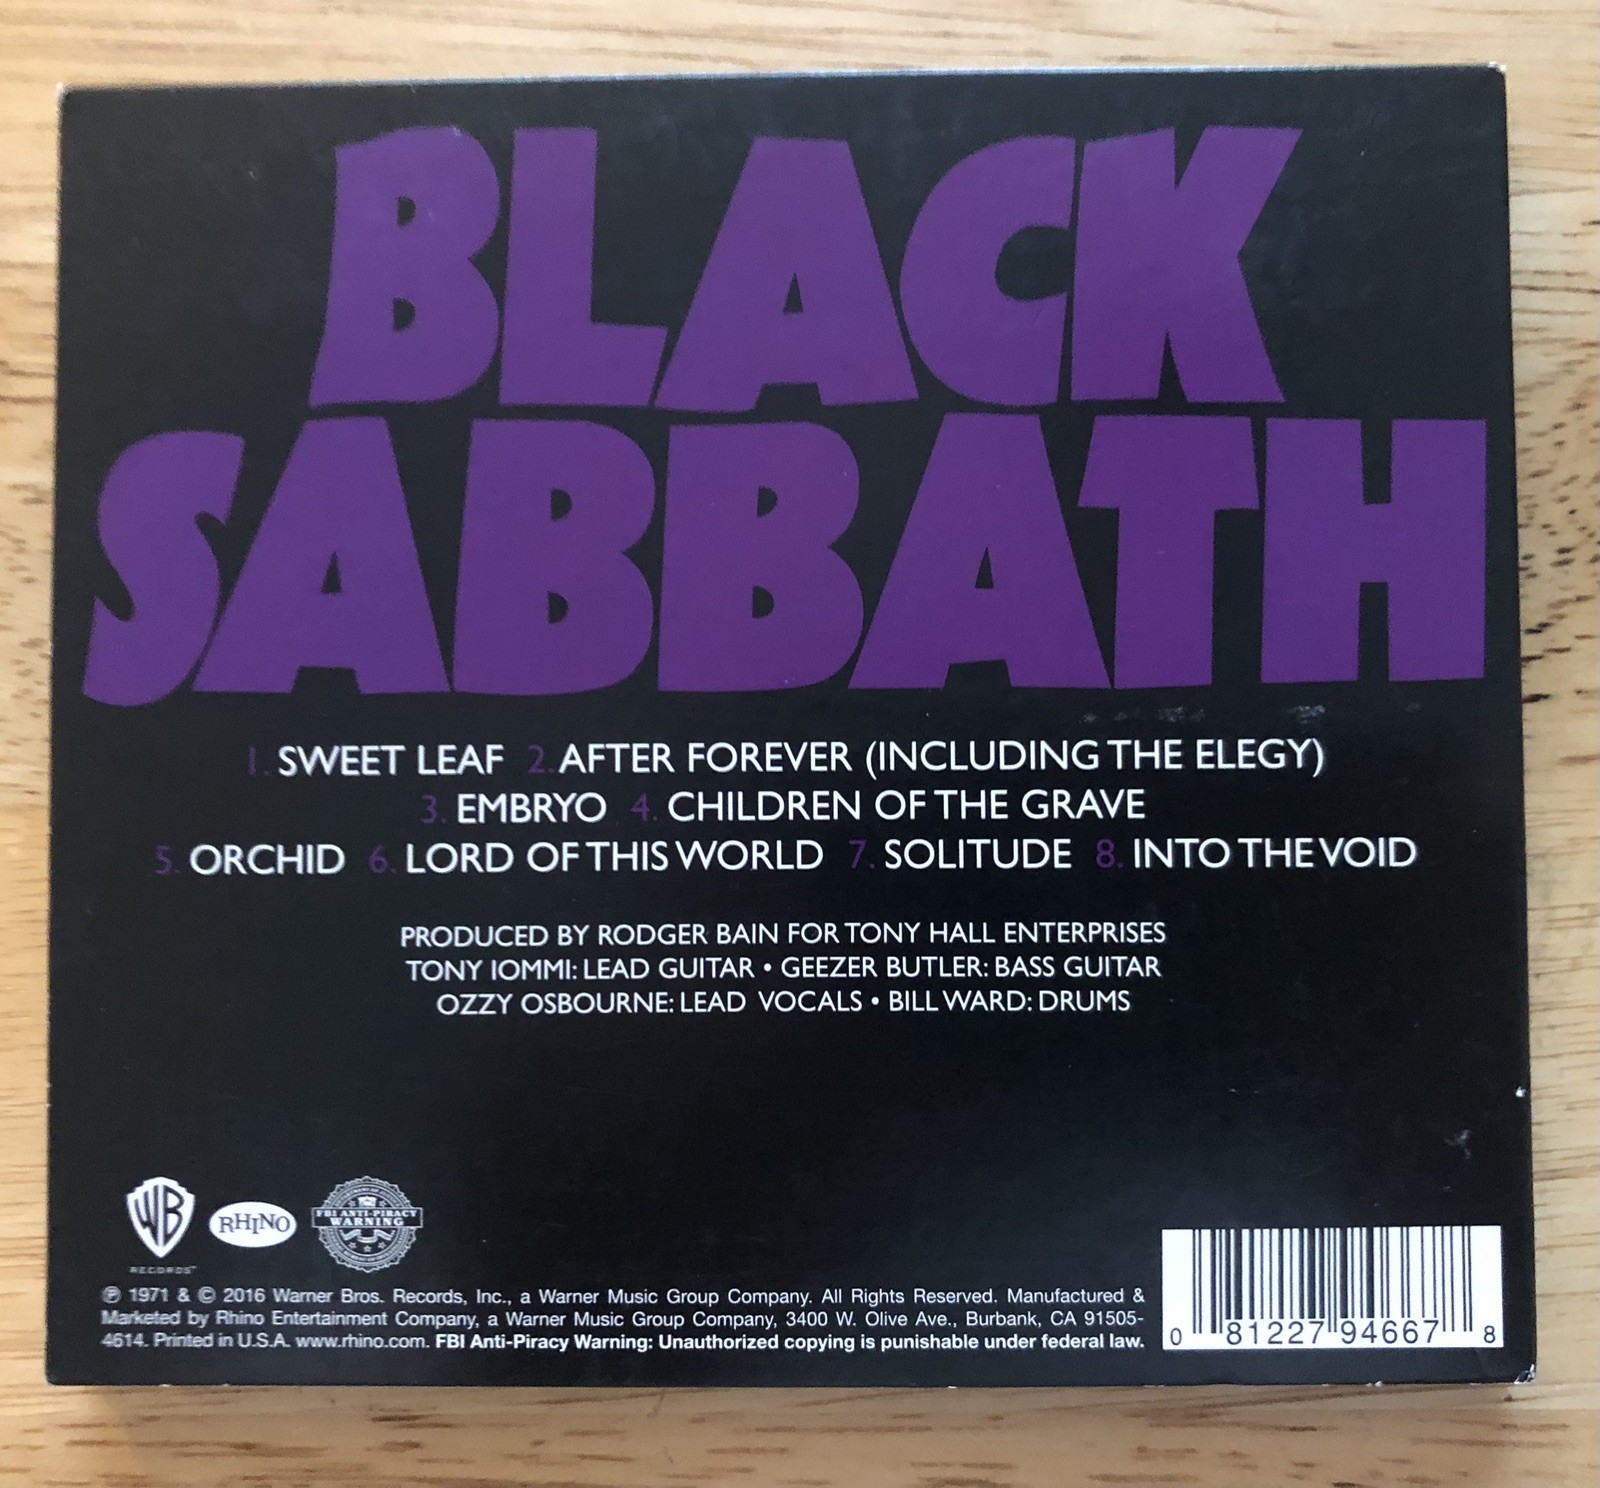 BLACK
SABBATH
1. SWEET LEAF 2. AFTER FOREVER (INCLUDING THE ELEGY)
3. EMBRYO 4. CHILDREN OF THE GRAVE
5. ORCHID 6. LORD OF THIS WORLD 7. SOLITUDE 8. INTO THE VOID
PRODUCED BY RODGER BAIN FOR TONY HALL ENTERPRISES
TONY IOMMI: LEAD GUITAR • GEEZER BUTLER: BASS GUITAR
OZZY OSBOURNE: LEAD VOCALS • BILL WARD: DRUMS
WB
RECORDS™
RHINO
FBI ANTI-PIRACY
WARNING
℗ 1971 & © 2016 Warner Bros. Records, Inc., a Warner Music Group Company. All Rights Reserved. Manufactured &
Marketed by Rhino Entertainment Company, a Warner Music Group Company, 3400 W. Olive Ave., Burbank, CA 91505-
4614. Printed in U.S.A. www.rhino.com. FBI Anti-Piracy Warning: Unauthorized copying is punishable under federal law.
0 81227 94667 8